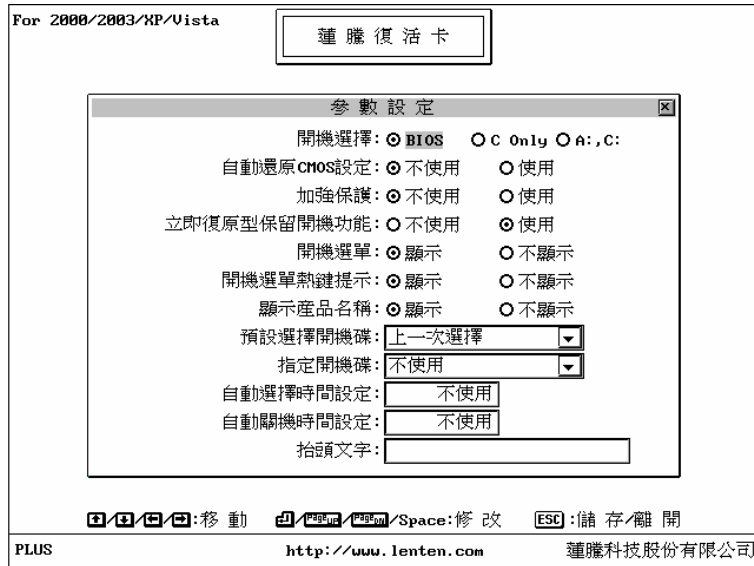 For 2000/2003/XP/Vista
蓮騰復活卡
參數設定
開機選擇: BIOS C Only A:,C:
自動還原CMOS設定: 不使用 使用
加強保護: 不使用 使用
立即復原型保留開機功能: 不使用 使用
開機選單: 顯示 不顯示
開機選單熱鍵提示: 顯示 不顯示
顯示產品名稱: 顯示 不顯示
預設選擇開機碟: 上一次選擇
指定開機碟: 不使用
自動選擇時間設定: 不使用
自動關機時間設定: 不使用
抬頭文字:
/ / / :移動 /PageUp/PageDn/Space:修改 ESC:儲存/離開
PLUS http://www.lenten.com 蓮騰科技股份有限公司